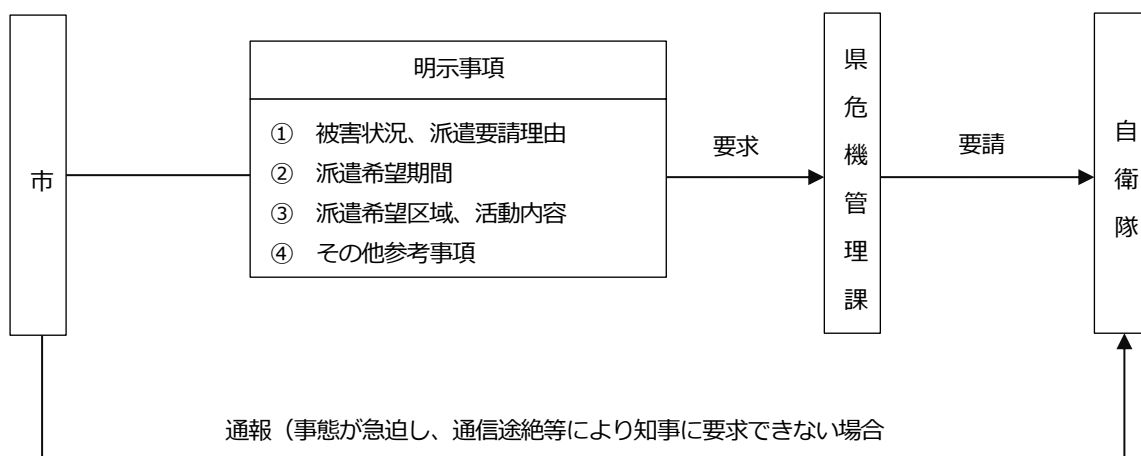 市
明示事項
① 被害状況、派遣要請理由
② 派遣希望期間
③ 派遣希望区域、活動内容
④ その他参考事項
要求
県危機管理課
要請
自衛隊
通報（事態が急迫し、通信途絶等により知事に要求できない場合